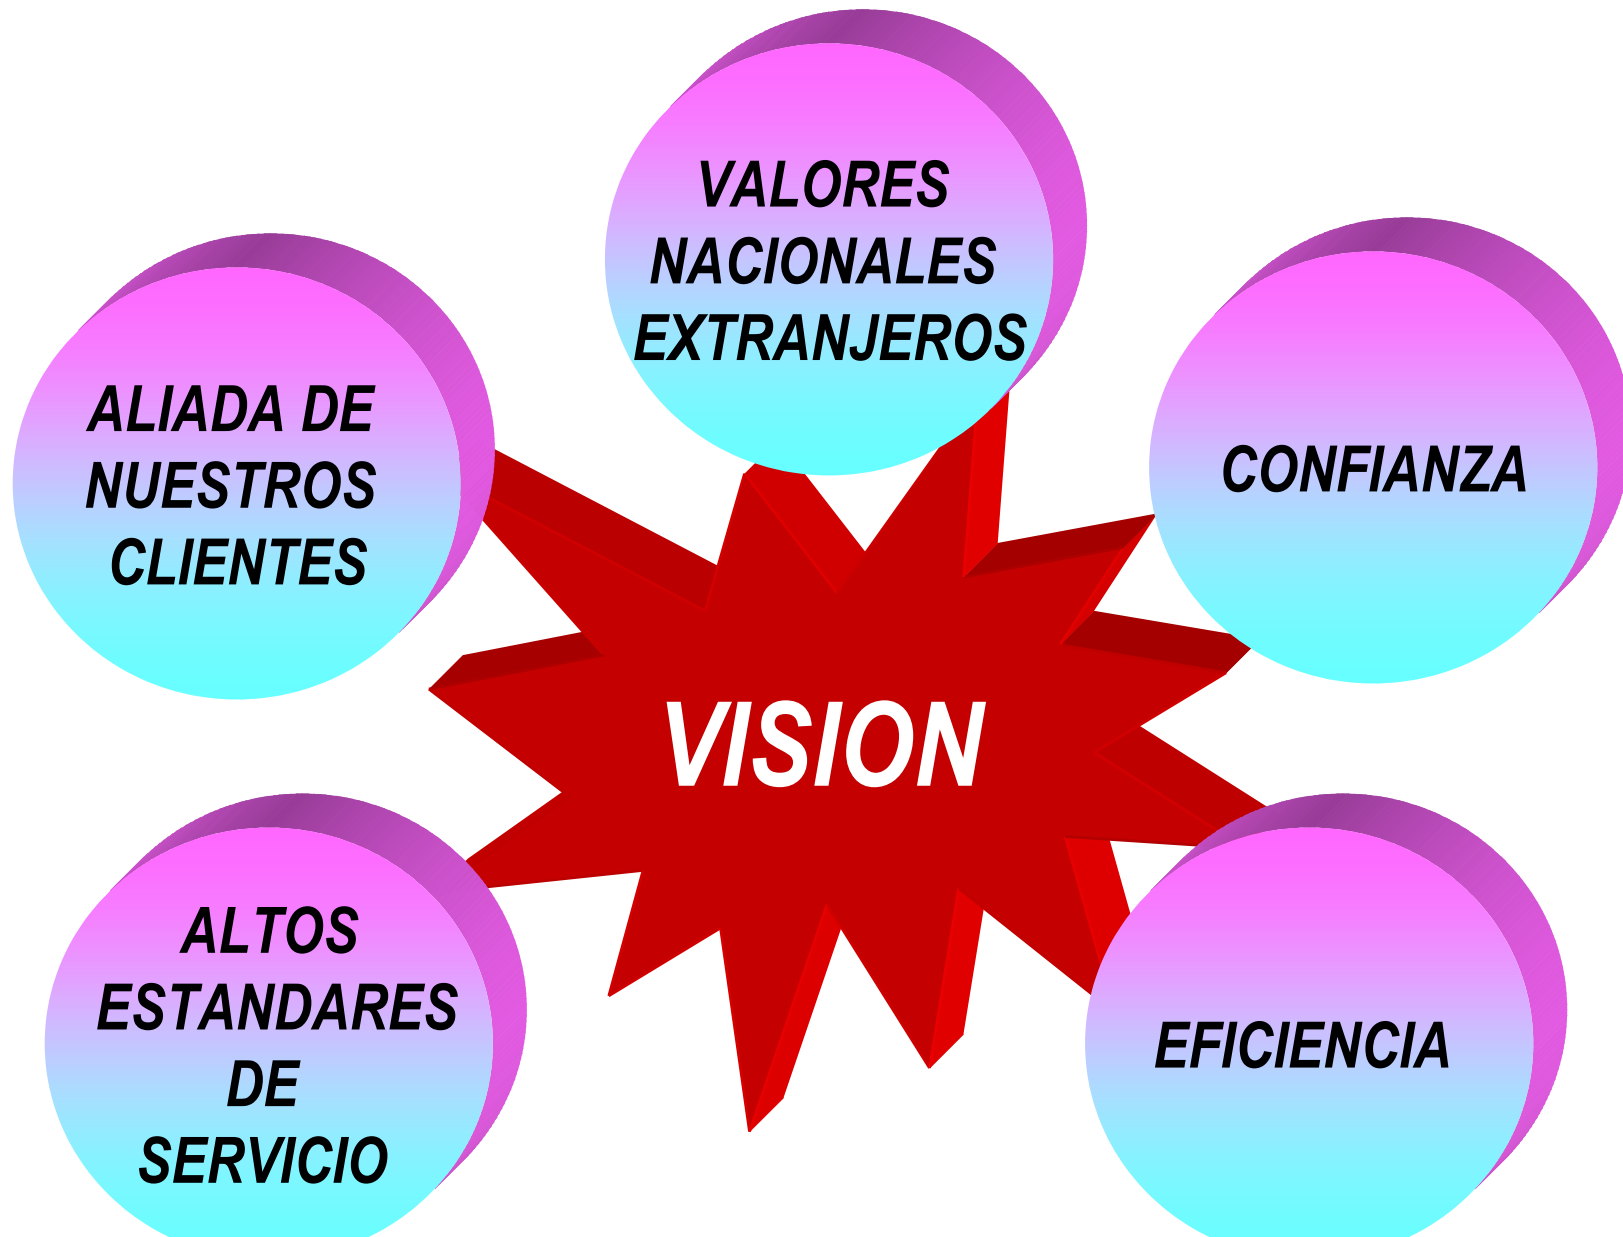 VALORES
NACIONALES
EXTRANJEROS
ALIADA DE
NUESTROS
CLIENTES
CONFIANZA
VISION
ALTOS
ESTANDARES
DE
SERVICIO
EFICIENCIA